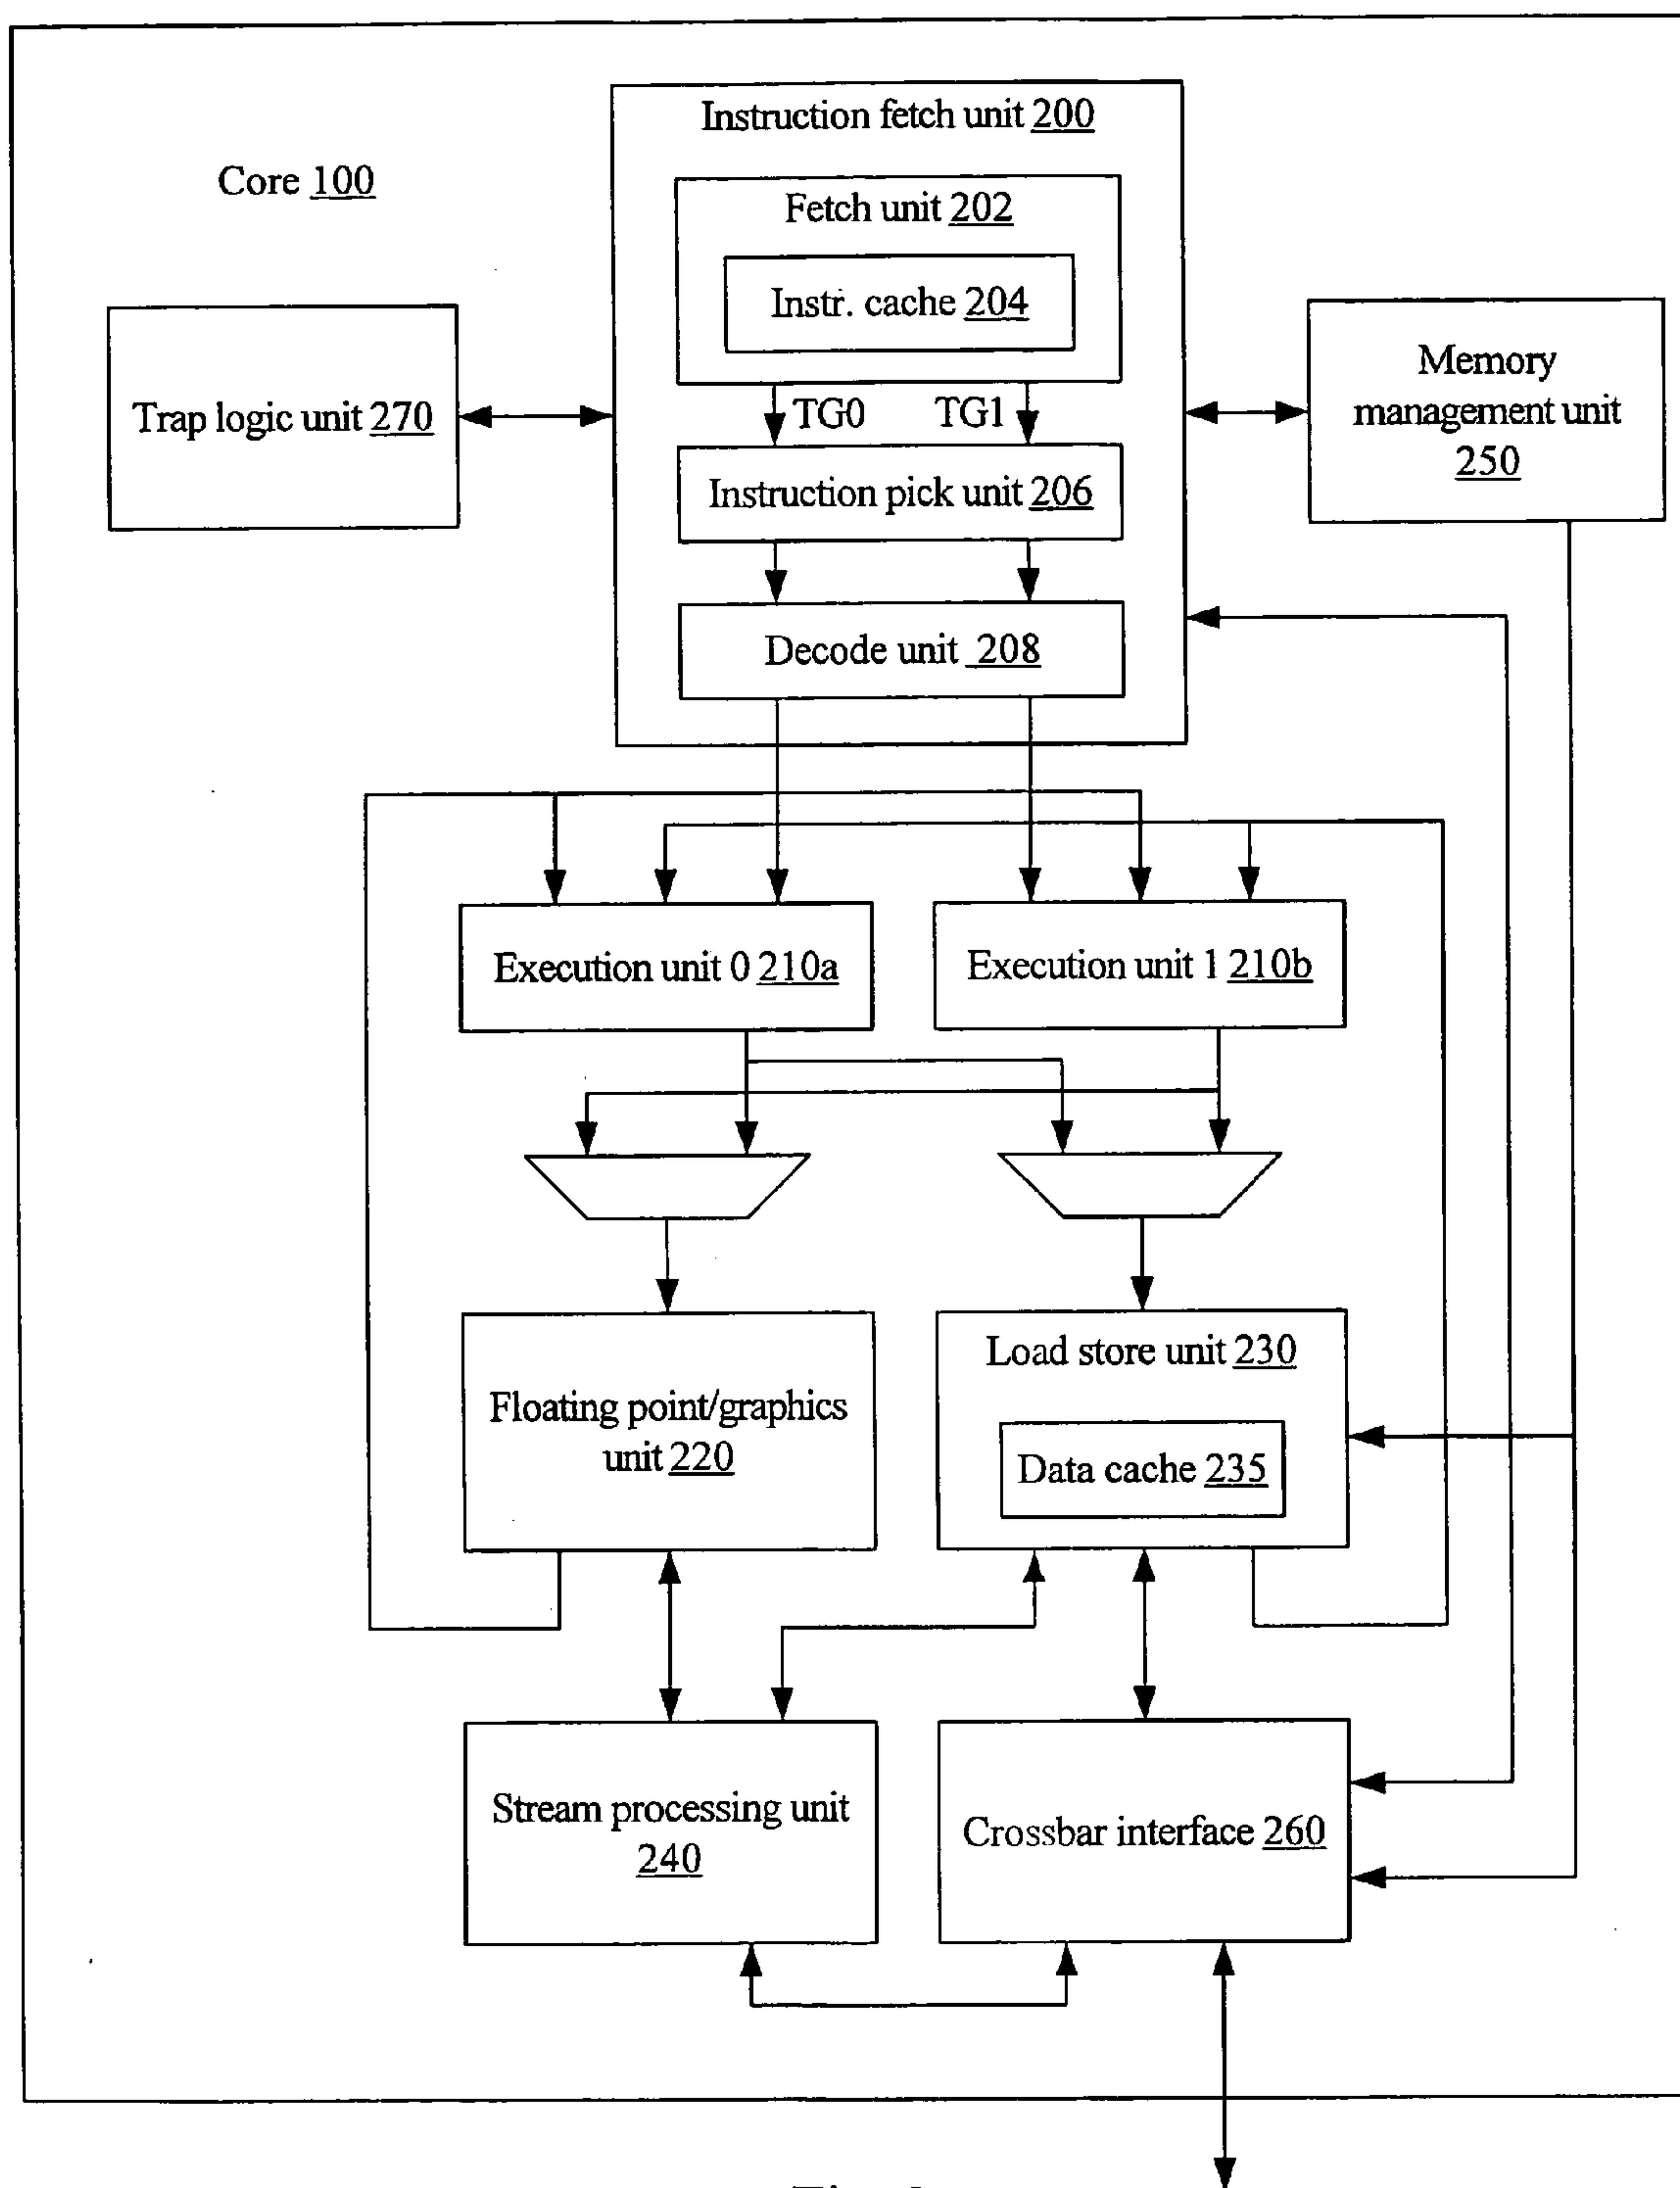 Instruction fetch unit 200
Core 100
Fetch unit 202
Instr. cache 204
Trap logic unit 270
TG0
TG1
Memory
management unit
250
Instruction pick unit 206
Decode unit 208
Execution unit 0 210a
Execution unit 1 210b
Load store unit 230
Floating point/graphics
unit 220
Data cache 235
Stream processing unit
240
Crossbar interface 260